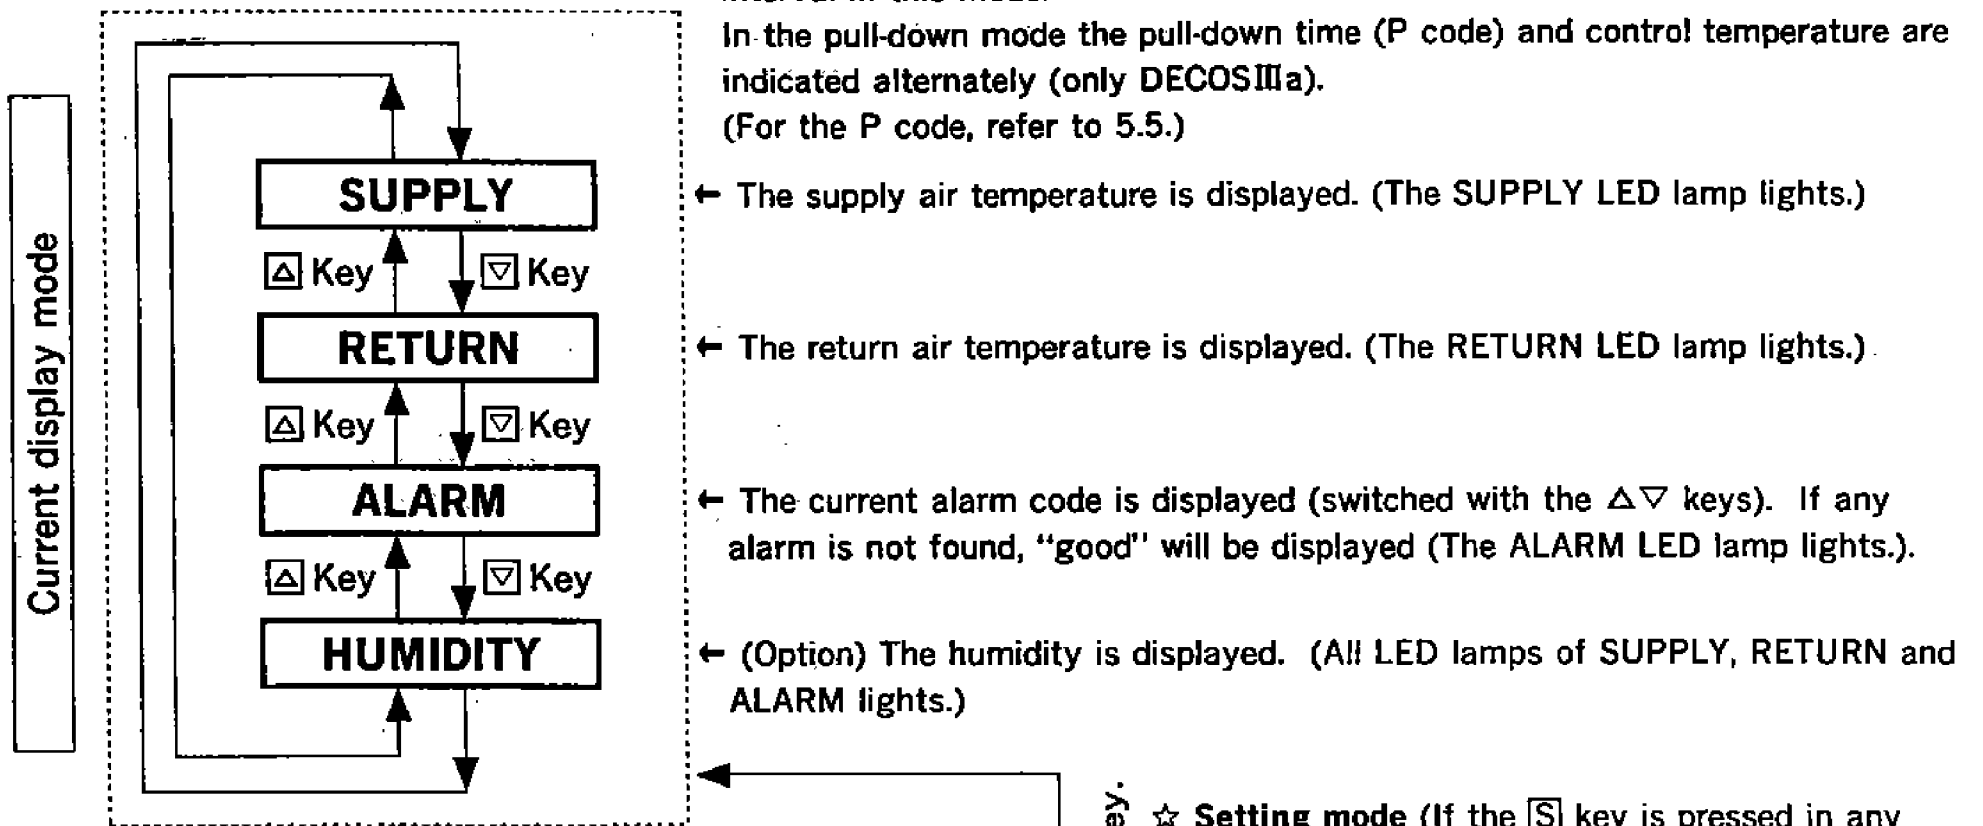 In the pull-down mode the pull-down time (P code) and control temperature are
indicated alternately (only DECOSⅢa).
(For the P code, refer to 5.5.)
Current display mode
SUPPLY
← The supply air temperature is displayed. (The SUPPLY LED lamp lights.)
△ Key ▽ Key
RETURN
← The return air temperature is displayed. (The RETURN LED lamp lights.)
△ Key ▽ Key
ALARM
← The current alarm code is displayed (switched with the △▽ keys). If any
alarm is not found, “good” will be displayed (The ALARM LED lamp lights.).
△ Key ▽ Key
HUMIDITY
← (Option) The humidity is displayed. (All LED lamps of SUPPLY, RETURN and
ALARM lights.)
☆ Setting mode (If the S key is pressed in any